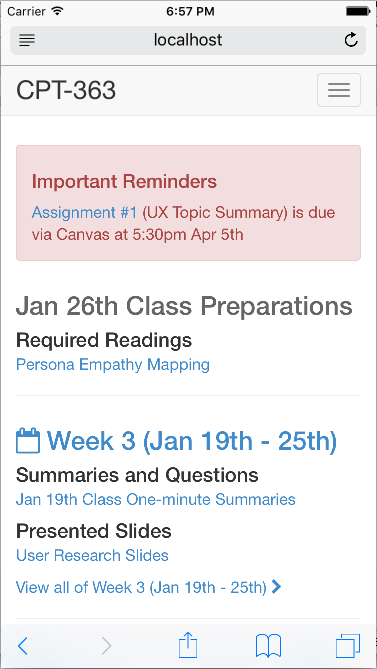 Carrier 6:57 PM
localhost
CPT-363
Important Reminders
Assignment #1 (UX Topic Summary) is due
via Canvas at 5:30pm Apr 5th
Jan 26th Class Preparations
Required Readings
Persona Empathy Mapping
Week 3 (Jan 19th - 25th)
Summaries and Questions
Jan 19th Class One-minute Summaries
Presented Slides
User Research Slides
View all of Week 3 (Jan 19th - 25th)